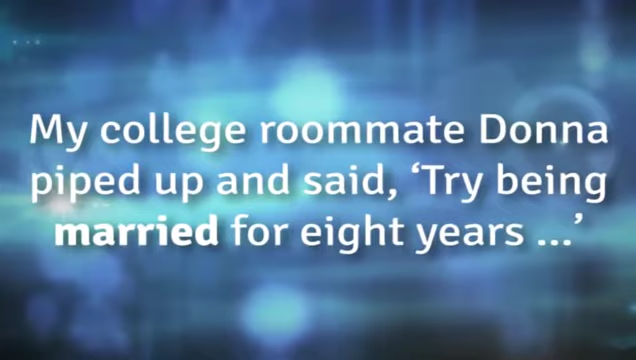 My college roommate Donna
piped up and said, ‘Try being
married for eight years ...’